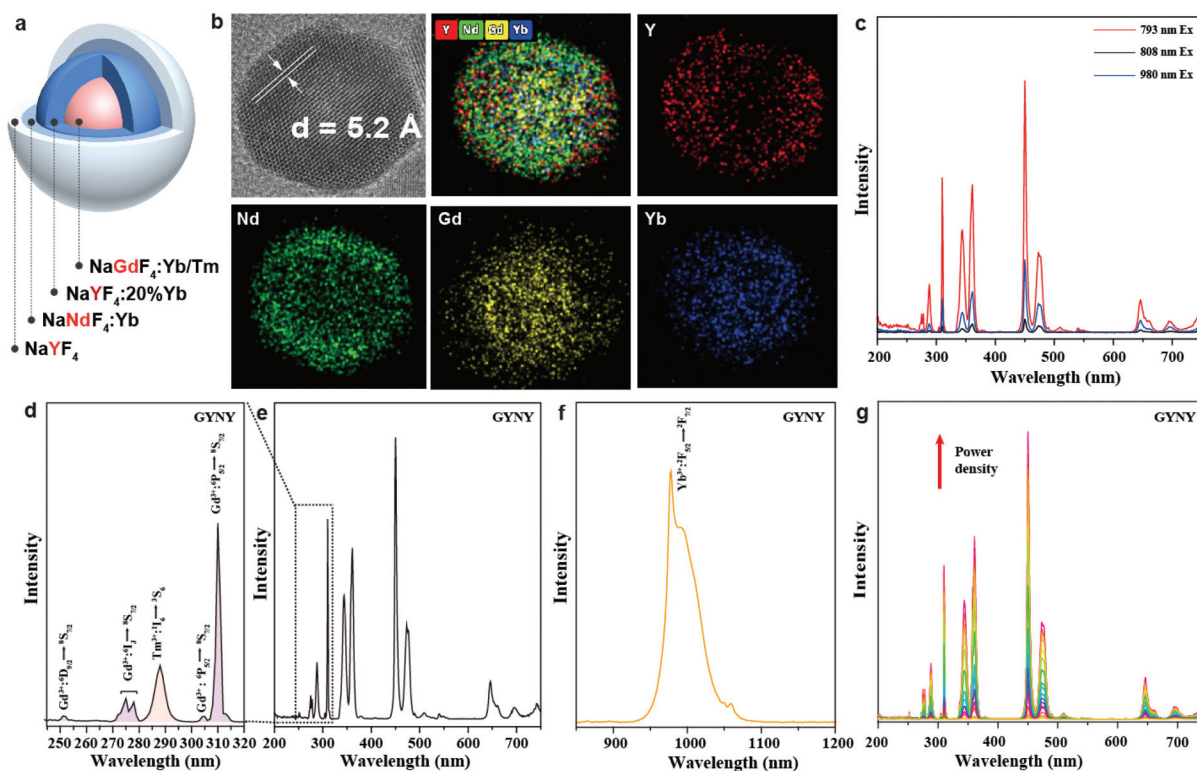 a
NaGdF₄:Yb/Tm
NaYF₄:20%Yb
NaNdF₄:Yb
NaYF₄
b
d = 5.2 Å
Y Nd Gd Yb
Y
Nd
Gd
Yb
c
793 nm Ex
808 nm Ex
980 nm Ex
Intensity
200 300 400 500 600 700
Wavelength (nm)
d
GYNY
Gd³⁺:⁶D₉/₂→⁸S₇/₂
Gd³⁺:⁶I_J→⁸S₇/₂
Tm³⁺:¹I₆→³S₆
Gd³⁺: ⁶P₅/₂→⁸S₇/₂
Gd³⁺:⁶P₅/₂→⁸S₇/₂
Intensity
250 260 270 280 290 300 310 320
Wavelength (nm)
e
GYNY
Intensity
200 300 400 500 600 700
Wavelength (nm)
f
GYNY
Yb³⁺:²F₅/₂→²F₇/₂
Intensity
900 1000 1100 1200
Wavelength (nm)
g
GYNY
Power
density
Intensity
200 300 400 500 600 700
Wavelength (nm)